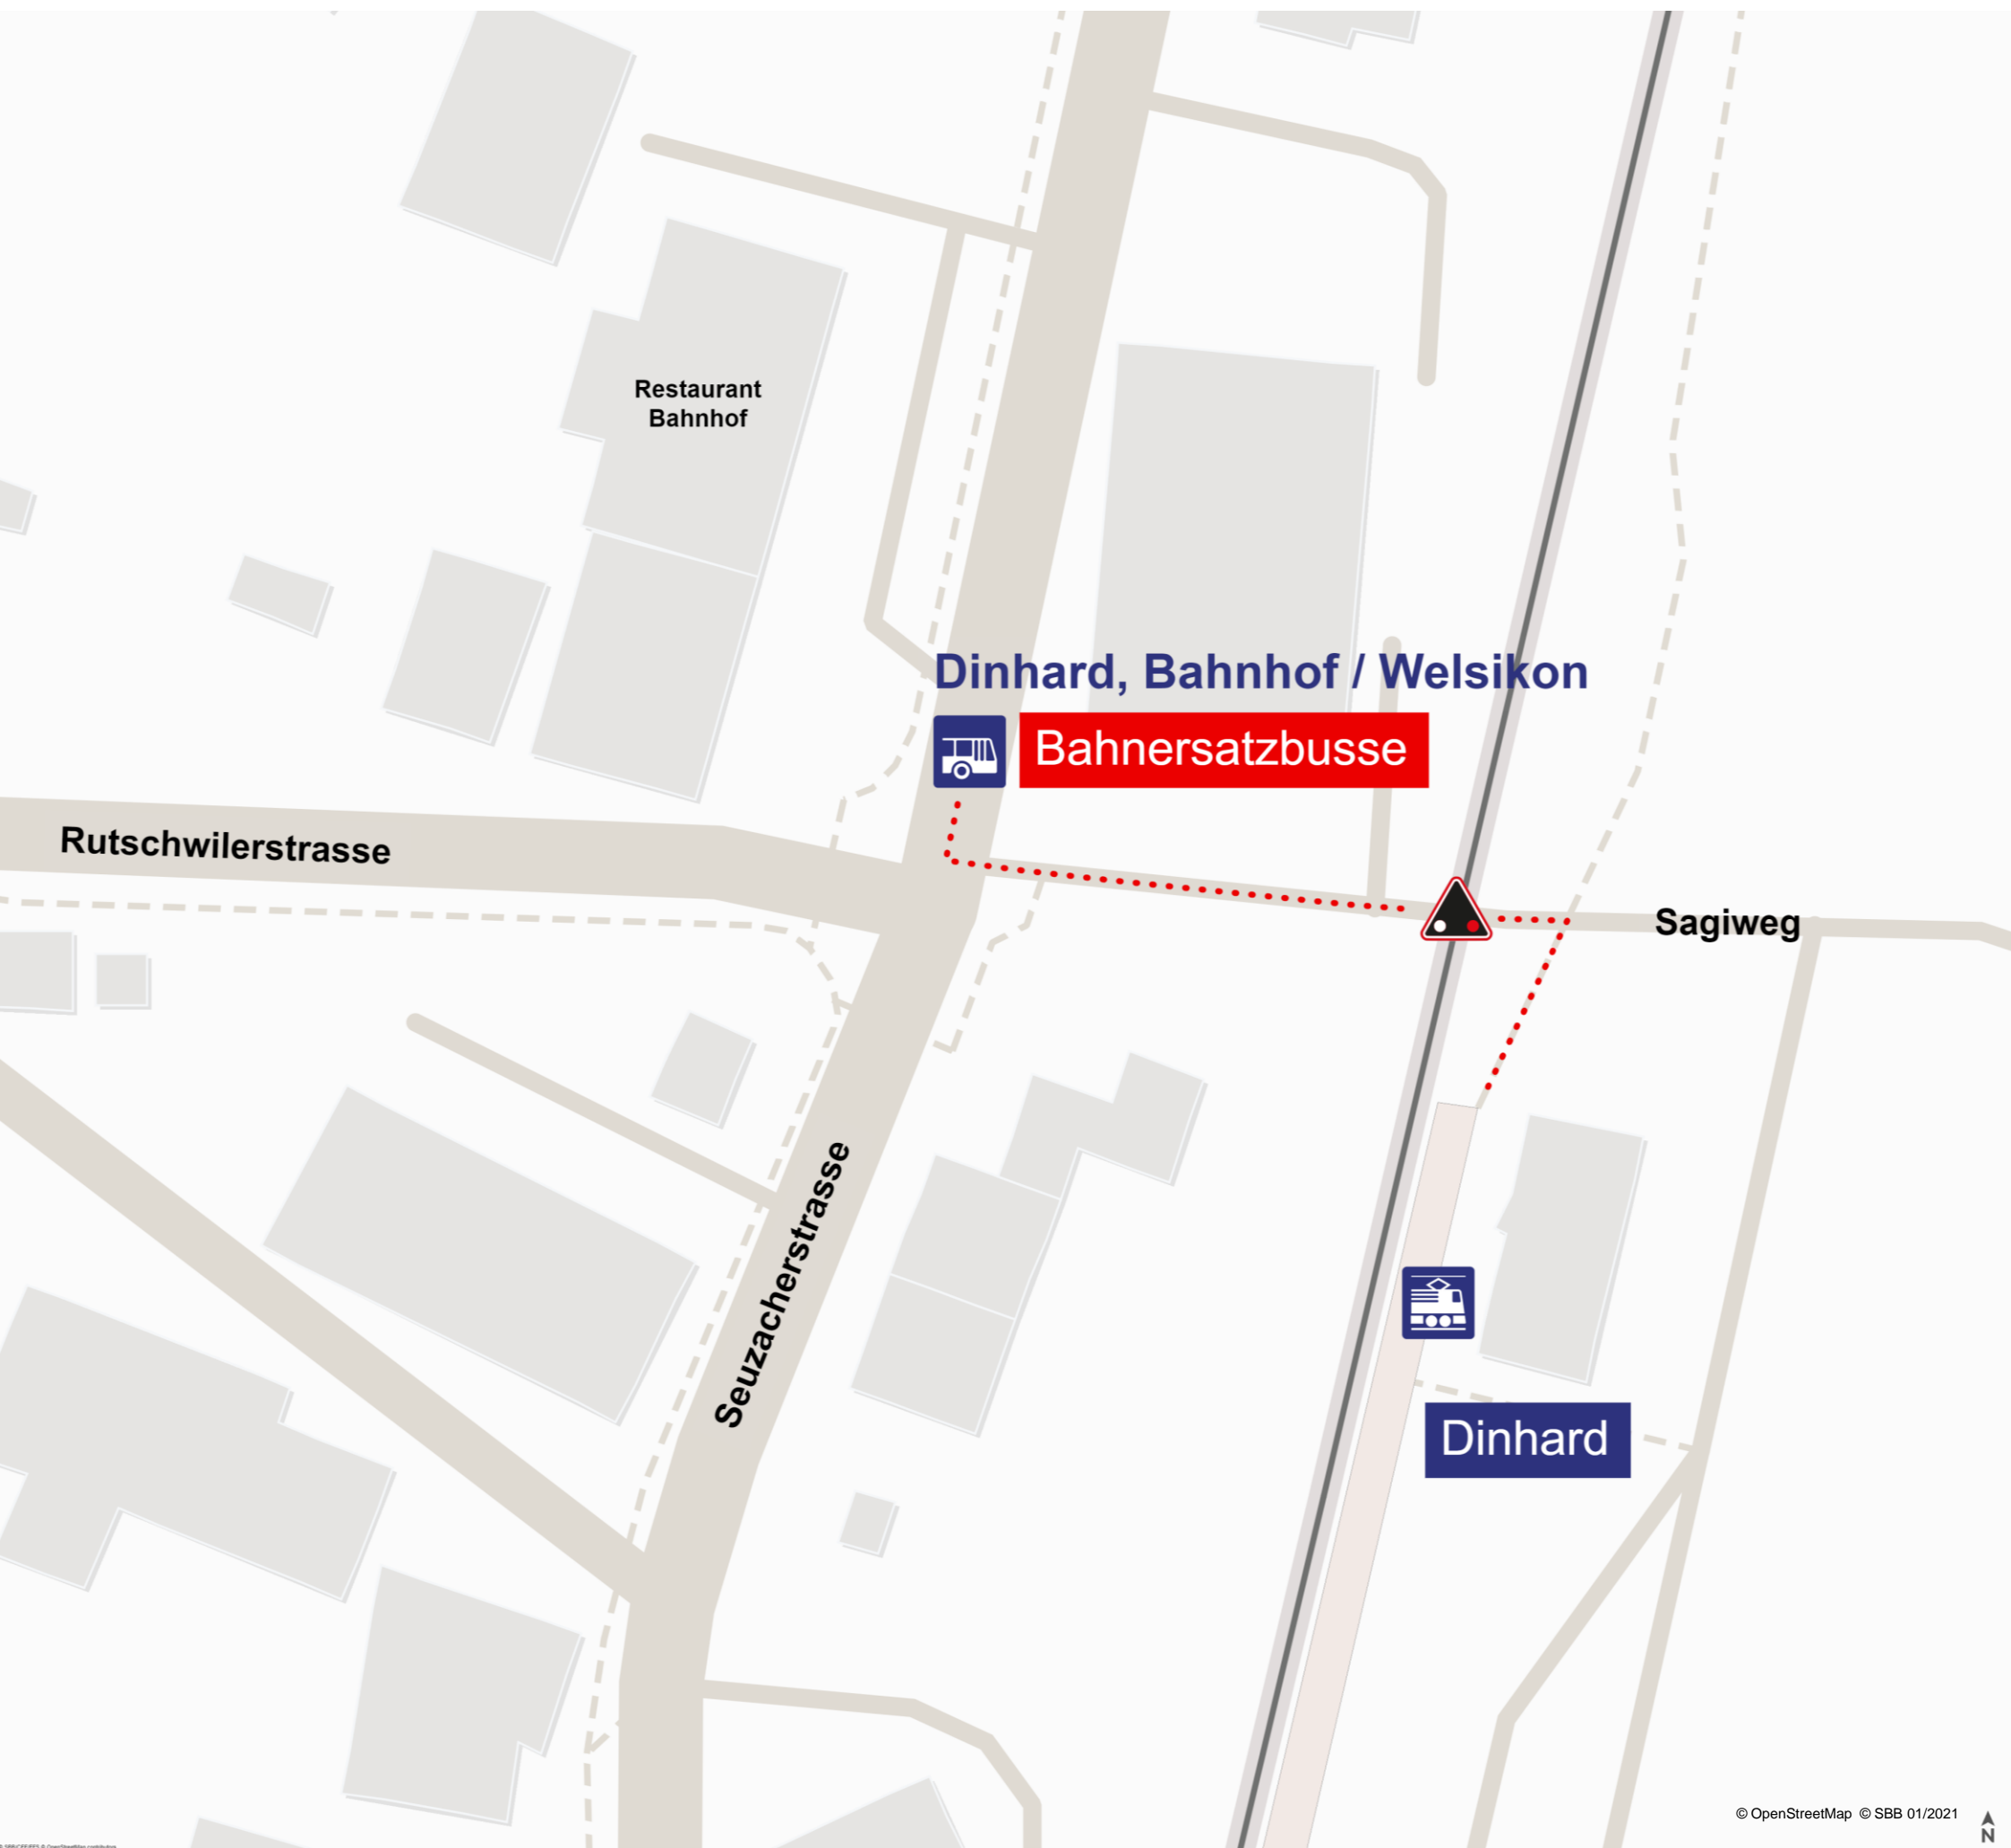 Restaurant
Bahnhof
Dinhard, Bahnhof / Welsikon
Bahnersatzbusse
Rutschwilerstrasse
Sagiweg
Seuzacherstrasse
Dinhard
© OpenStreetMap © SBB 01/2021
N